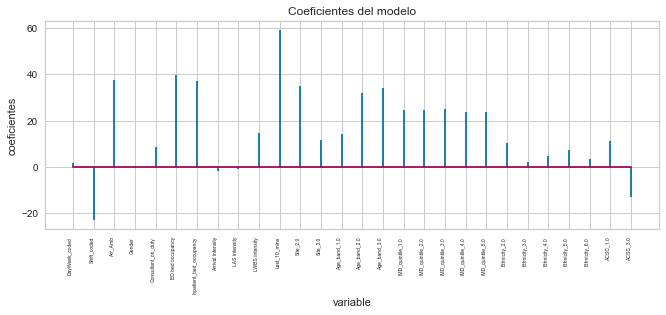 Coeficientes del modelo
coeficientes
60
40
20
0
−20
DayWeek_coded
Shift_coded
Arr_Amb
Gender
Consultant_on_duty
ED bed occupancy
Inpatient_bed_occupancy
Arrival intensity
LAS intensity
LWBS intensity
Last_10_mins
Site_2.0
Site_3.0
Age_band_1.0
Age_band_2.0
Age_band_3.0
IMD_quintile_1.0
IMD_quintile_2.0
IMD_quintile_3.0
IMD_quintile_4.0
IMD_quintile_5.0
Ethnicity_2.0
Ethnicity_3.0
Ethnicity_4.0
Ethnicity_5.0
Ethnicity_6.0
ACSC_1.0
ACSC_3.0
variable